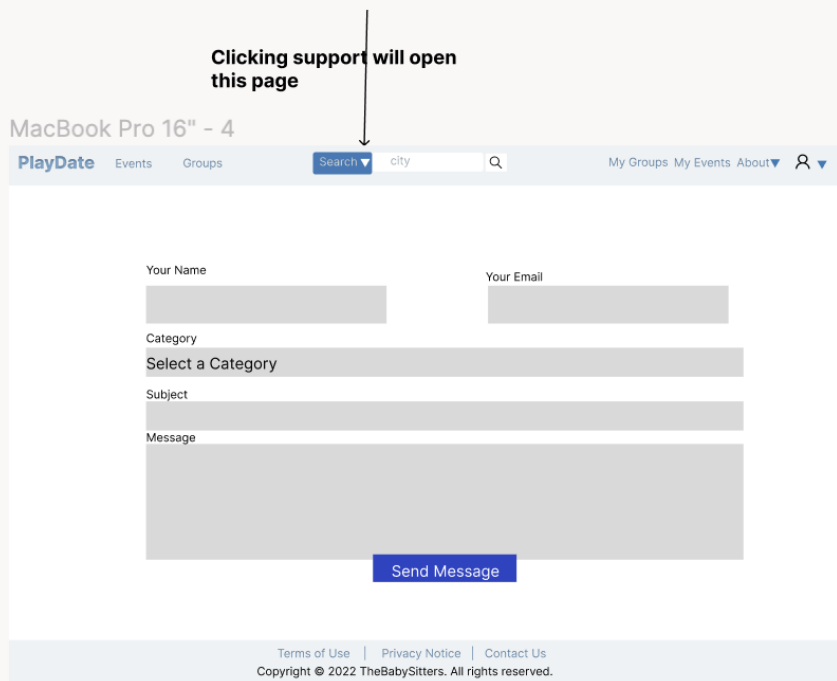 Clicking support will open
this page
MacBook Pro 16" - 4
PlayDate Events Groups Search city My Groups My Events About
Your Name Your Email
Category
Select a Category
Subject
Message
Send Message
Terms of Use | Privacy Notice | Contact Us
Copyright © 2022 TheBabySitters. All rights reserved.